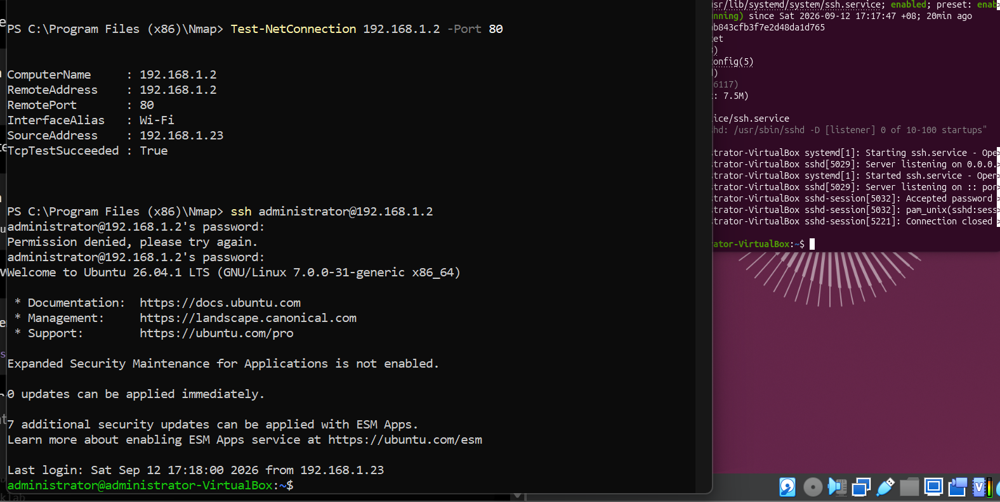 PS C:\Program Files (x86)\Nmap> Test-NetConnection 192.168.1.2 -Port 80
ComputerName     : 192.168.1.2
RemoteAddress    : 192.168.1.2
RemotePort       : 80
InterfaceAlias   : Wi-Fi
SourceAddress    : 192.168.1.23
TcpTestSucceeded : True
PS C:\Program Files (x86)\Nmap> ssh administrator@192.168.1.2
administrator@192.168.1.2's password:
Permission denied, please try again.
administrator@192.168.1.2's password:
Welcome to Ubuntu 26.04.1 LTS (GNU/Linux 7.0.0-31-generic x86_64)
* Documentation:  https://docs.ubuntu.com
* Management:     https://landscape.canonical.com
* Support:        https://ubuntu.com/pro
Expanded Security Maintenance for Applications is not enabled.
0 updates can be applied immediately.
7 additional security updates can be applied with ESM Apps.
Learn more about enabling ESM Apps service at https://ubuntu.com/esm
Last login: Sat Sep 12 17:18:00 2026 from 192.168.1.23
administrator@administrator-VirtualBox:~$
usr/lib/systemd/system/ssh.service; enabled; preset: enab>
nning) since Sat 2026-09-12 17:17:47 +08; 20min ago
b843cfb3f7e2d48da1d765
et
)
onfig(5)
)
6117)
: 7.5M)
ice/ssh.service
hd: /usr/sbin/sshd -D [listener] 0 of 10-100 startups"
trator-VirtualBox systemd[1]: Starting ssh.service - Ope>
trator-VirtualBox sshd[5029]: Server listening on 0.0.0.>
trator-VirtualBox systemd[1]: Started ssh.service - Open>
trator-VirtualBox sshd[5029]: Server listening on :: por>
trator-VirtualBox sshd-session[5032]: Accepted password >
trator-VirtualBox sshd-session[5032]: pam_unix(sshd:sess>
trator-VirtualBox sshd-session[5221]: Connection closed >
rator-VirtualBox:~$